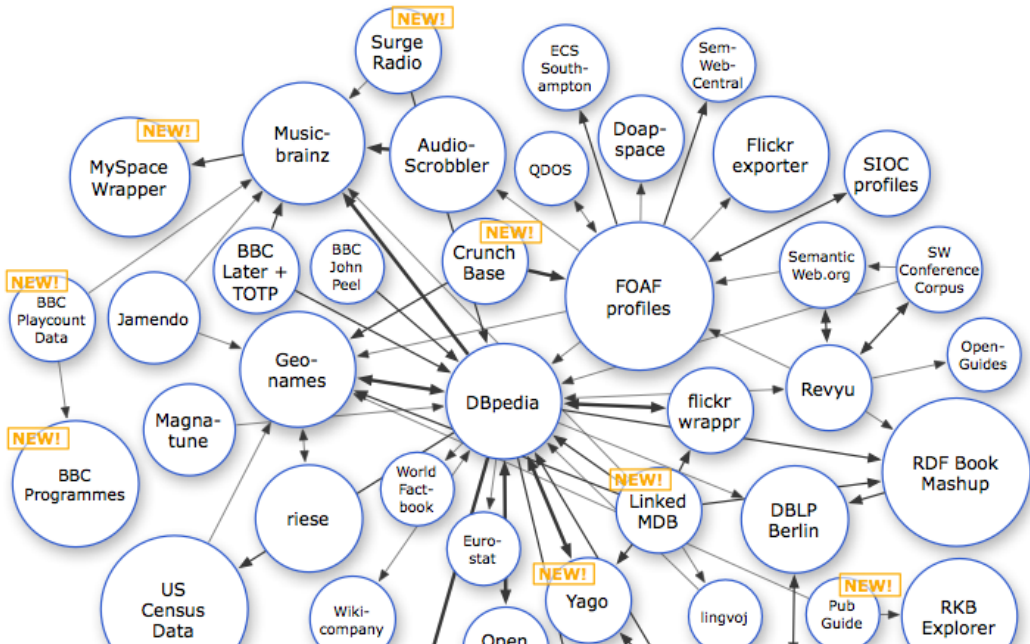 NEW!
Surge
Radio
ECS
South-
ampton
Sem-
Web-
Central
NEW!
MySpace
Wrapper
Music-
brainz
Audio-
Scrobbler
QDOS
Doap-
space
Flickr
exporter
SIOC
profiles
BBC
Later +
TOTP
BBC
John
Peel
NEW!
Crunch
Base
FOAF
profiles
Semantic
Web.org
SW
Conference
Corpus
NEW!
BBC
Playcount
Data
Jamendo
Geo-
names
DBpedia
flickr
wrappr
Revyu
Open-
Guides
Magna-
tune
NEW!
BBC
Programmes
riese
World
Fact-
book
NEW!
Linked
MDB
DBLP
Berlin
RDF Book
Mashup
Euro-
stat
US
Census
Data
Wiki-
company
NEW!
Yago
lingvoj
NEW!
Pub
Guide
RKB
Explorer
Open